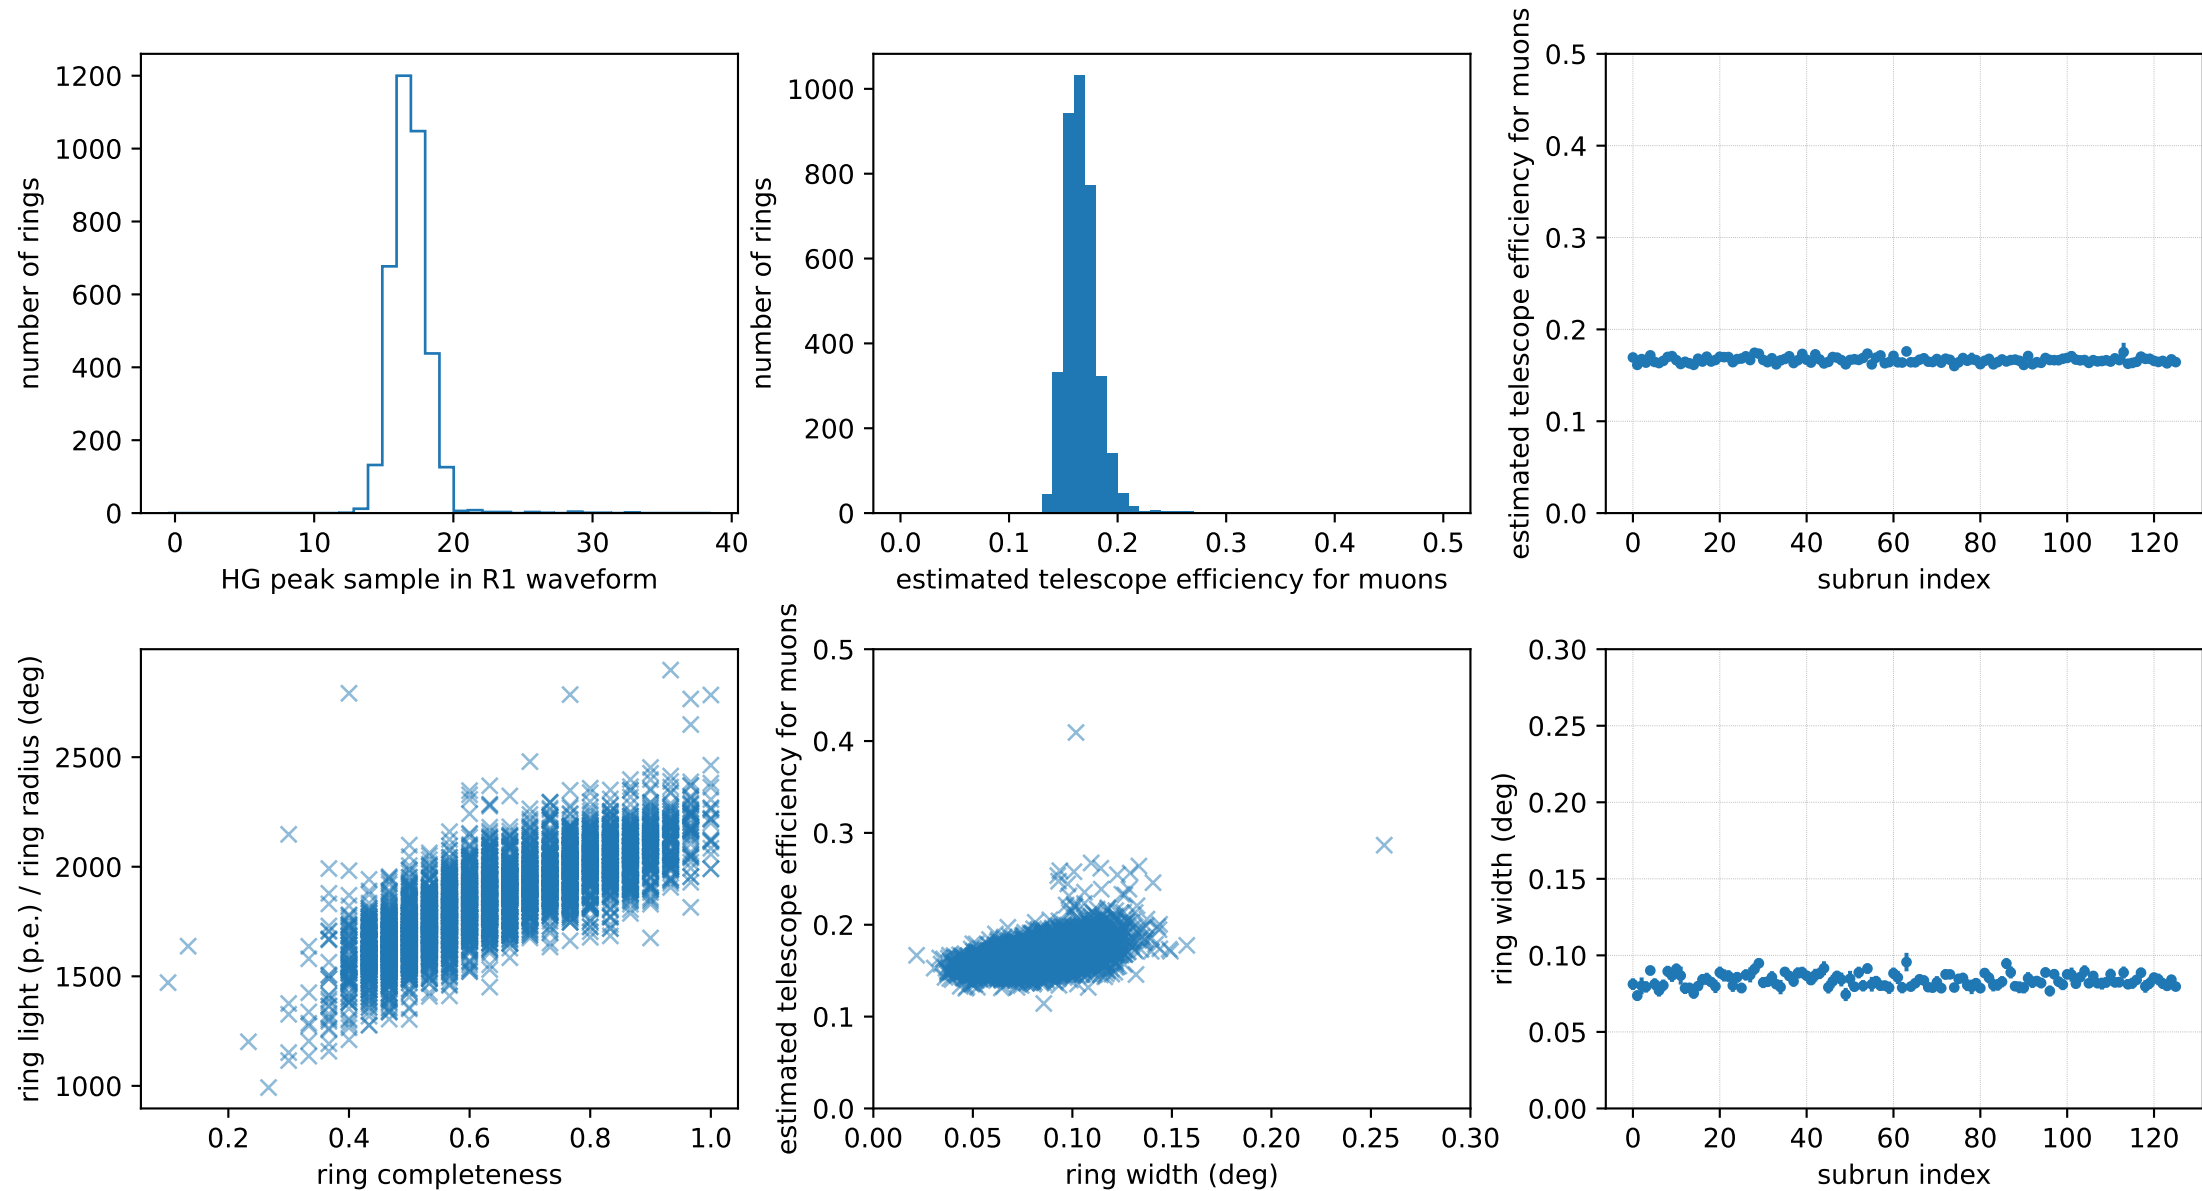 1200
1000
800
600
400
200
0
number of rings
0 10 20 30 40
HG peak sample in R1 waveform
1000
800
600
400
200
0
number of rings
0.0 0.1 0.2 0.3 0.4 0.5
estimated telescope efficiency for muons
0.5
0.4
0.3
0.2
0.1
0.0
estimated telescope efficiency for muons
0 20 40 60 80 100 120
subrun index
2500
2000
1500
1000
ring light (p.e.) / ring radius (deg)
0.2 0.4 0.6 0.8 1.0
ring completeness
0.5
0.4
0.3
0.2
0.1
0.0
estimated telescope efficiency for muons
0.00 0.05 0.10 0.15 0.20 0.25 0.30
ring width (deg)
0.30
0.25
0.20
0.15
0.10
0.05
0.00
ring width (deg)
0 20 40 60 80 100 120
subrun index